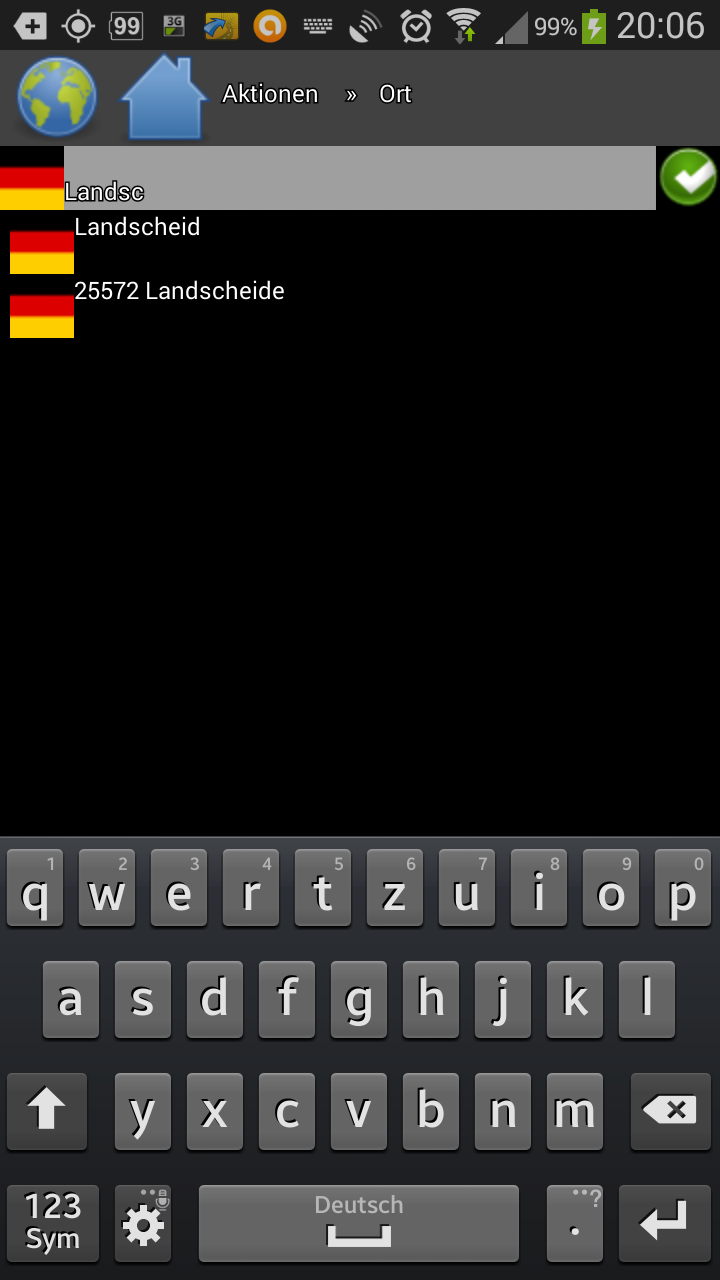 99 3G 99% 20:06
Aktionen » Ort
Landsc
Landscheid
25572 Landscheide
1 2 3 4 5 6 7 8 9 0
q w e r t z u i o p
a s d f g h j k l
y x c v b n m
123 Deutsch ?
Sym .